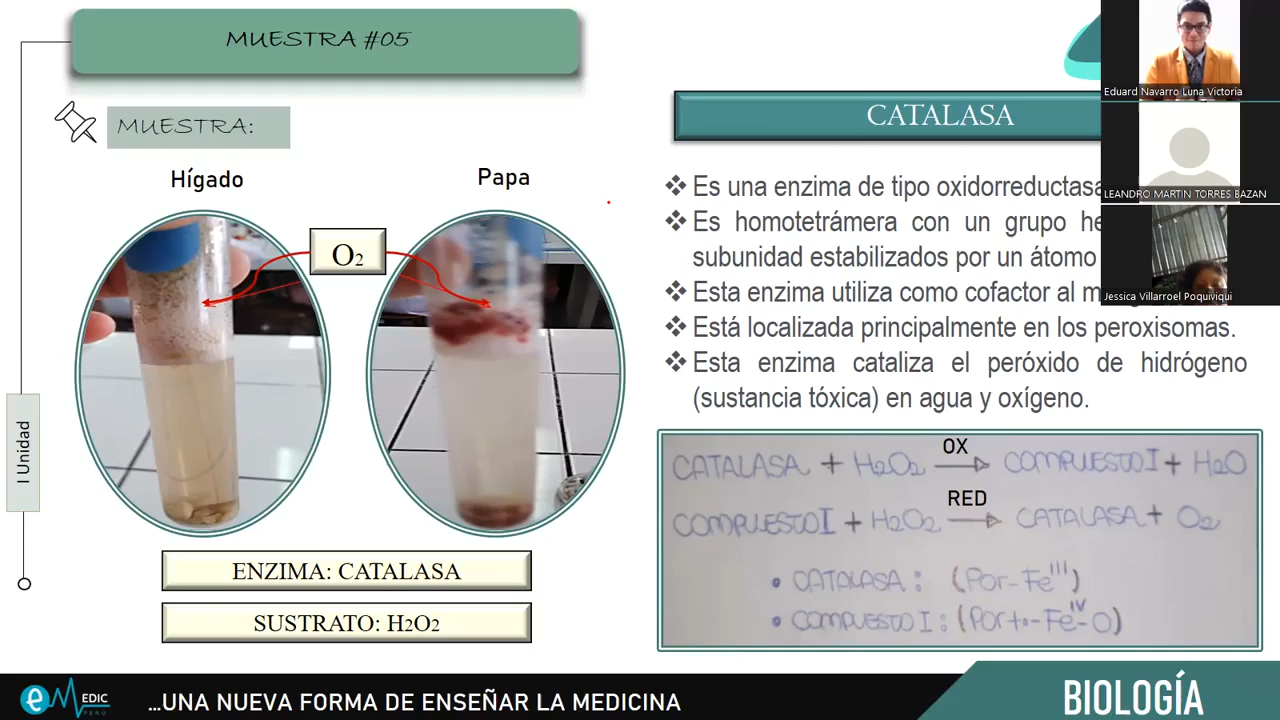 MUESTRA #05
MUESTRA:
Hígado
Papa
O2
ENZIMA: CATALASA
SUSTRATO: H2O2
I Unidad
CATALASA
❖ Es una enzima de tipo oxidorreductasa
❖ Es homotetrámera con un grupo
subunidad estabilizados por un átomo
❖ Esta enzima utiliza como cofactor al
❖ Está localizada principalmente en los peroxisomas.
❖ Esta enzima cataliza el peróxido de hidrógeno
(sustancia tóxica) en agua y oxígeno.
CATALASA + H2O2 OX → COMPUESTO I + H2O
COMPUESTO I + H2O2 RED → CATALASA + O2
• CATALASA: (Por-FeIII)
• COMPUESTO I: (Por+·-FeIV-O)
Eduard Navarro Luna Victoria
LEANDRO MARTIN TORRES BAZAN
Jessica Villarroel Poquiviqui
eMEDIC
PERÚ
...UNA NUEVA FORMA DE ENSEÑAR LA MEDICINA
BIOLOGÍA